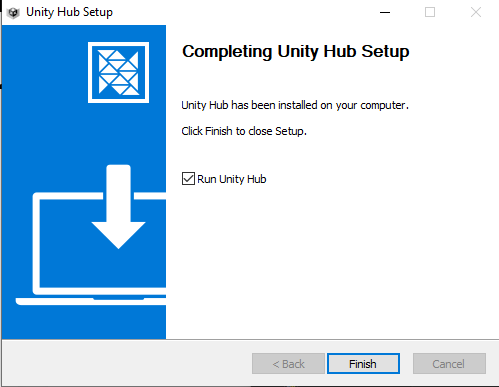 Unity Hub Setup
Completing Unity Hub Setup
Unity Hub has been installed on your computer.
Click Finish to close Setup.
Run Unity Hub
< Back
Finish
Cancel